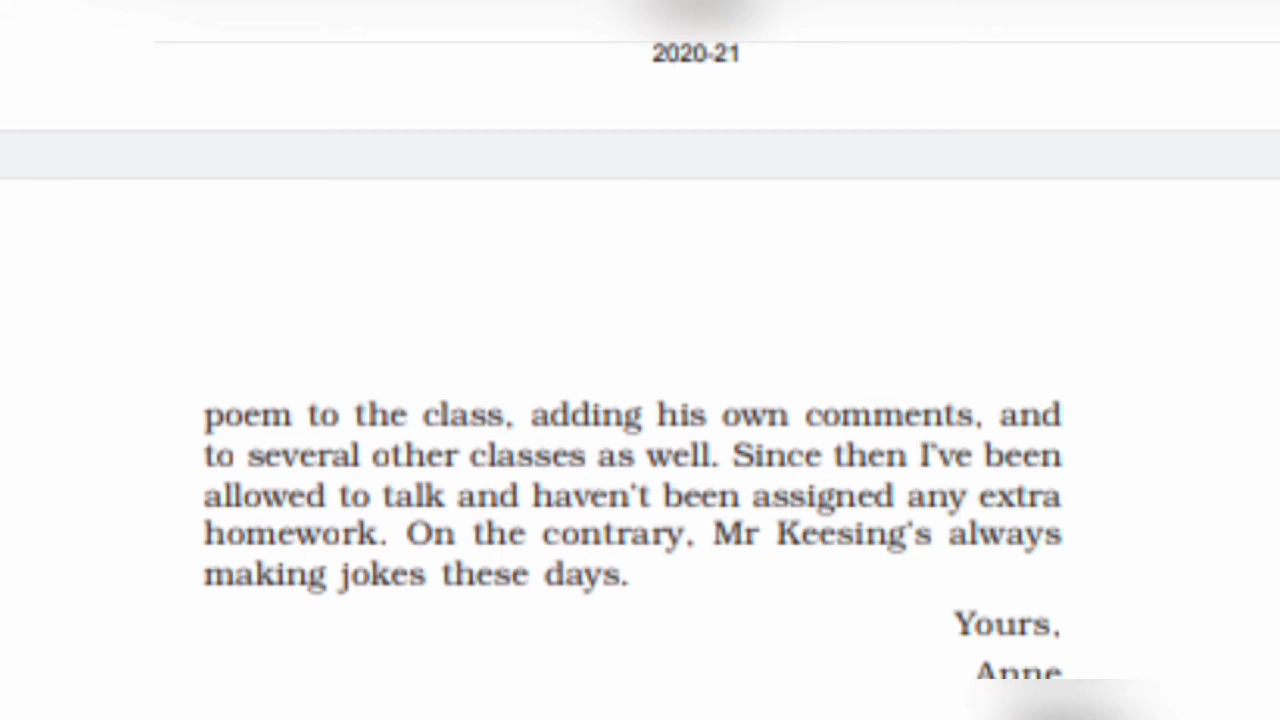 2020-21
poem to the class, adding his own comments, and
to several other classes as well. Since then I've been
allowed to talk and haven't been assigned any extra
homework. On the contrary, Mr Keesing's always
making jokes these days.
Yours,
Anne